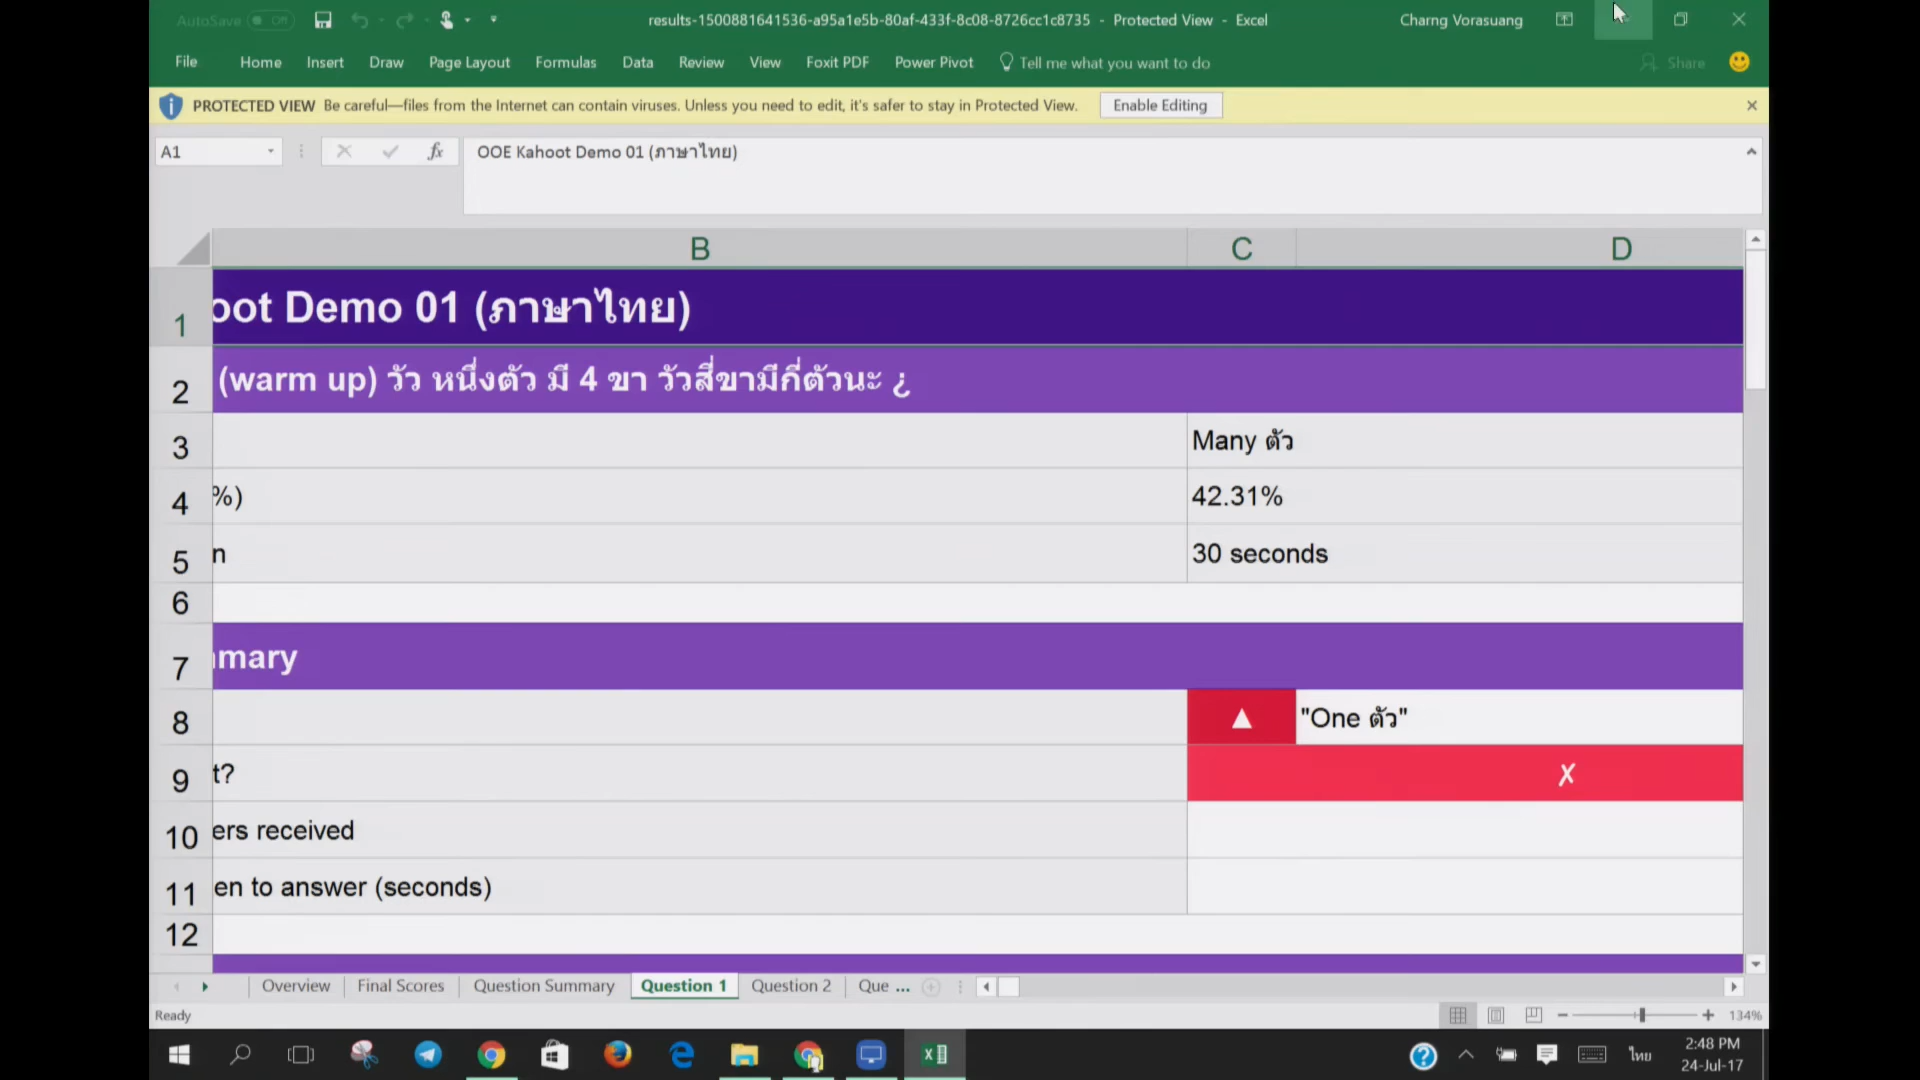 AutoSave Off
results-1500881641536-a95a1e5b-80af-433f-8c08-8726cc1c8735 - Protected View - Excel
Charng Vorasuang
File Home Insert Draw Page Layout Formulas Data Review View Foxit PDF Power Pivot Tell me what you want to do Share
PROTECTED VIEW Be careful—files from the Internet can contain viruses. Unless you need to edit, it's safer to stay in Protected View. Enable Editing
A1 fx OOE Kahoot Demo 01 (ภาษาไทย)
B C D
1 oot Demo 01 (ภาษาไทย)
2 (warm up) วัว หนึ่งตัว มี 4 ขา วัวสี่ขามีกี่ตัวนะ ¿
3 Many ตัว
4 %) 42.31%
5 n 30 seconds
6
7 mmary
8 ▲ "One ตัว"
9 t? ✗
10 ers received
11 en to answer (seconds)
12
Overview Final Scores Question Summary Question 1 Question 2 Que ...
Ready 134%
ไทย 2:48 PM
24-Jul-17